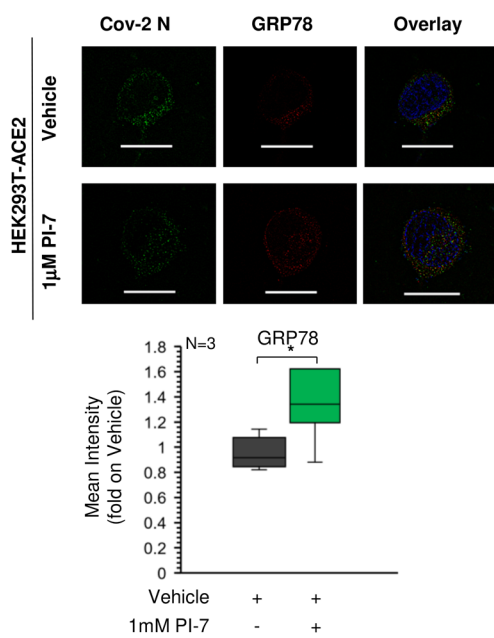 Cov-2 N GRP78 Overlay
HEK293T-ACE2
Vehicle
1µM PI-7
GRP78
N=3
*
Mean Intensity
(fold on Vehicle)
1.8
1.6
1.4
1.2
1
0.8
0.6
0.4
0.2
0
Vehicle + +
1mM PI-7 - +